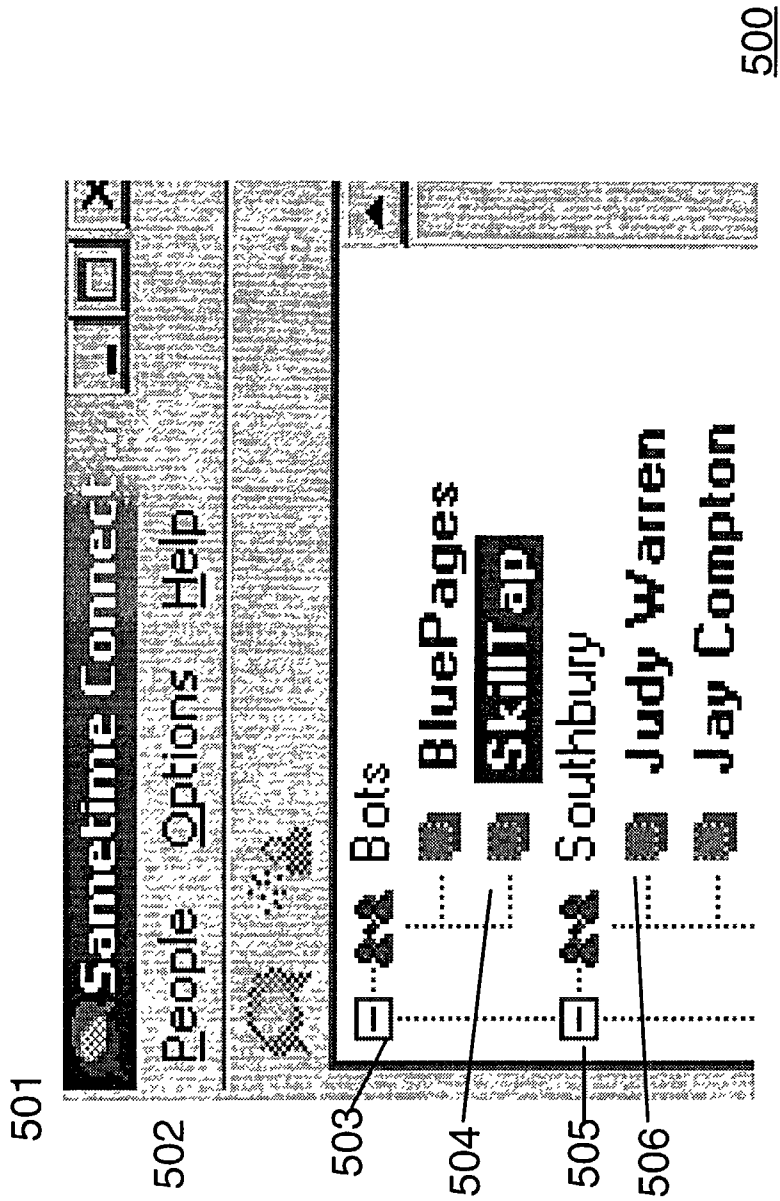 501
Sametime Connect ...
502
People Options Help
503
Bots
BluePages
504
SkillTap
505
Southbury
506
Judy Warren
Jay Compton
500